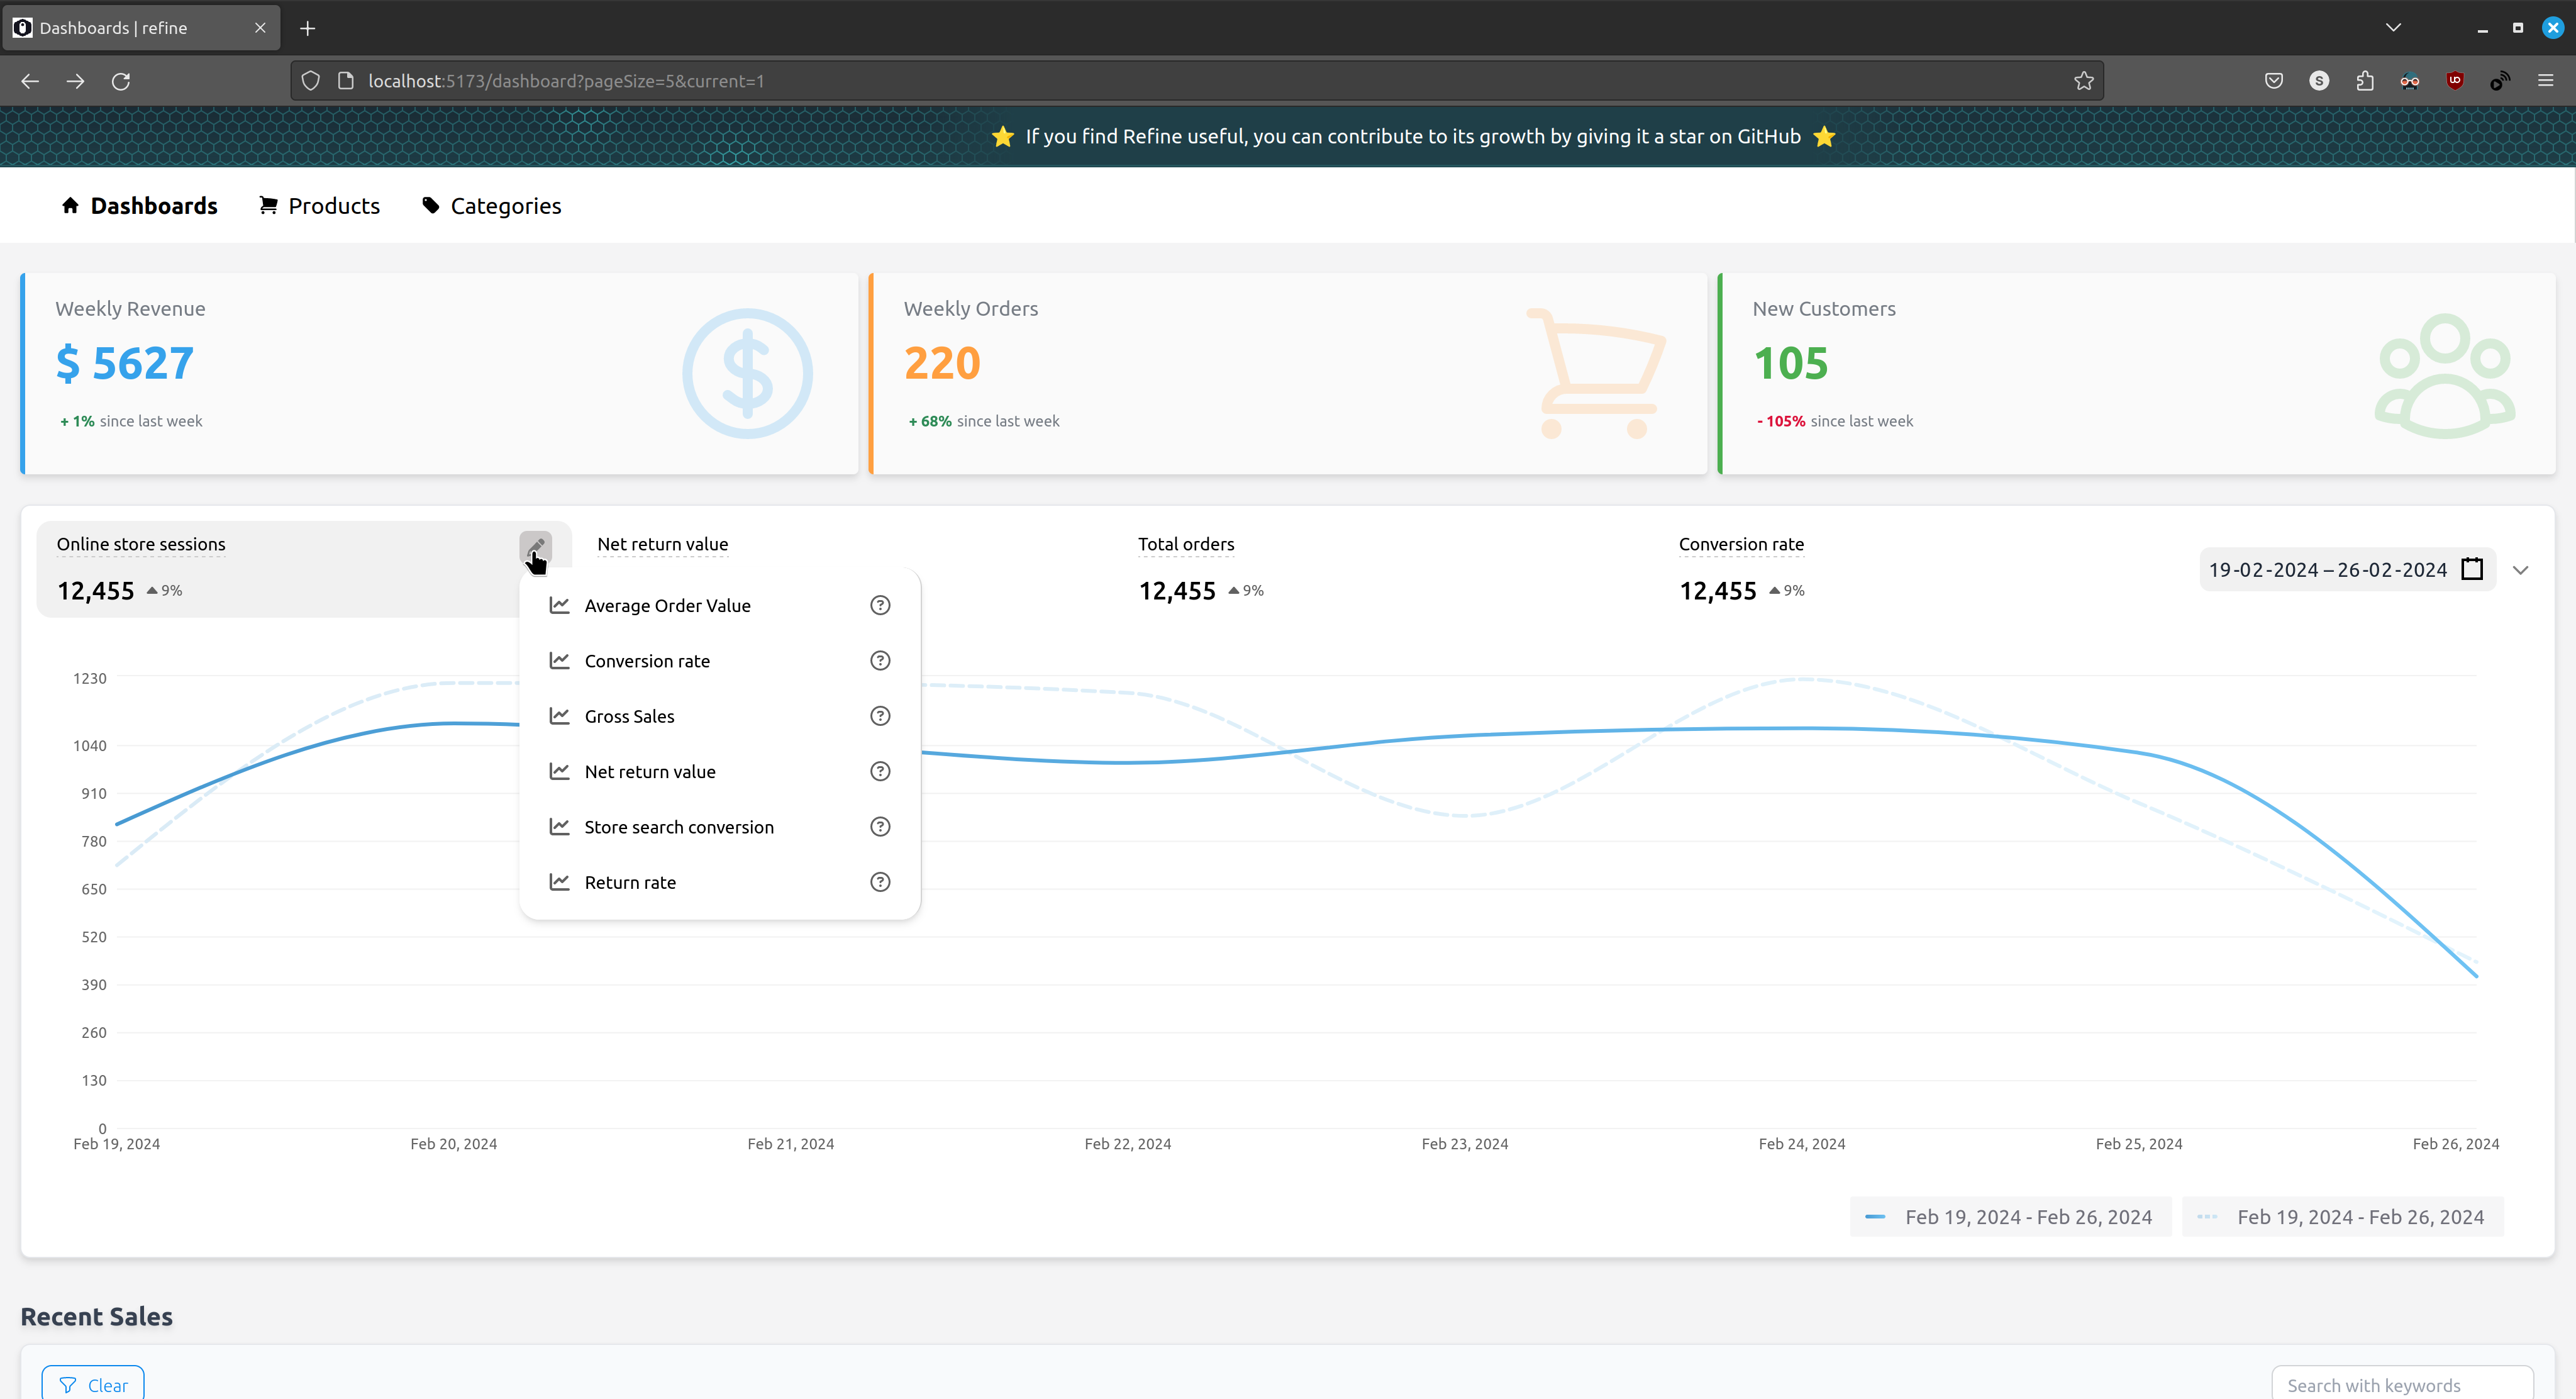 Dashboards | refine
localhost:5173/dashboard?pageSize=5&current=1
⭐ If you find Refine useful, you can contribute to its growth by giving it a star on GitHub ⭐
Dashboards Products Categories
Weekly Revenue
$ 5627
+ 1% since last week
Weekly Orders
220
+ 68% since last week
New Customers
105
- 105% since last week
Online store sessions
12,455 9%
Net return value
Total orders
12,455 9%
Conversion rate
12,455 9%
19-02-2024 – 26-02-2024
Average Order Value
Conversion rate
Gross Sales
Net return value
Store search conversion
Return rate
1230
1040
910
780
650
520
390
260
130
0
Feb 19, 2024 Feb 20, 2024 Feb 21, 2024 Feb 22, 2024 Feb 23, 2024 Feb 24, 2024 Feb 25, 2024 Feb 26, 2024
Feb 19, 2024 - Feb 26, 2024 Feb 19, 2024 - Feb 26, 2024
Recent Sales
Clear
Search with keywords